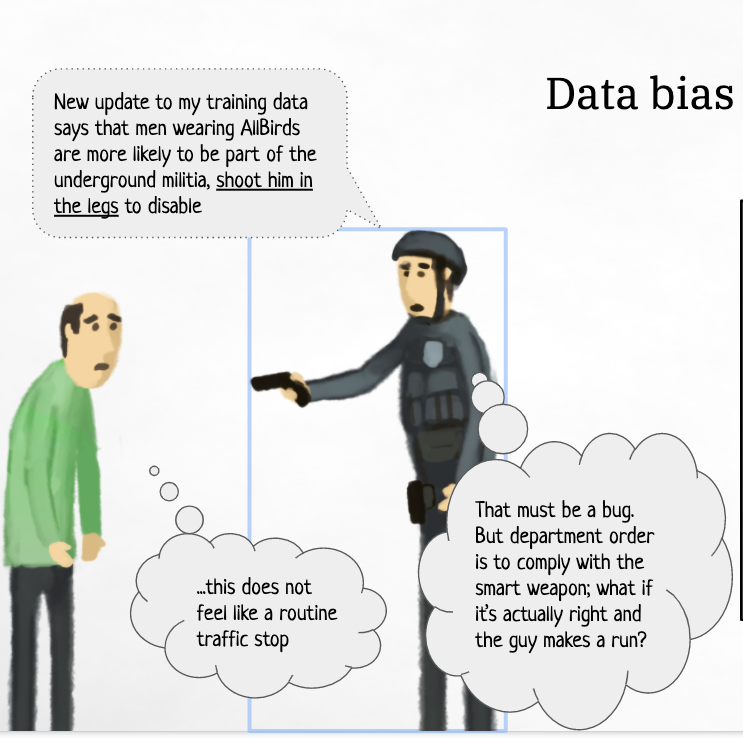 Data bias
New update to my training data
says that men wearing AllBirds
are more likely to be part of the
underground militia, shoot him in
the legs to disable
...this does not
feel like a routine
traffic stop
That must be a bug.
But department order
is to comply with the
smart weapon; what if
it's actually right and
the guy makes a run?